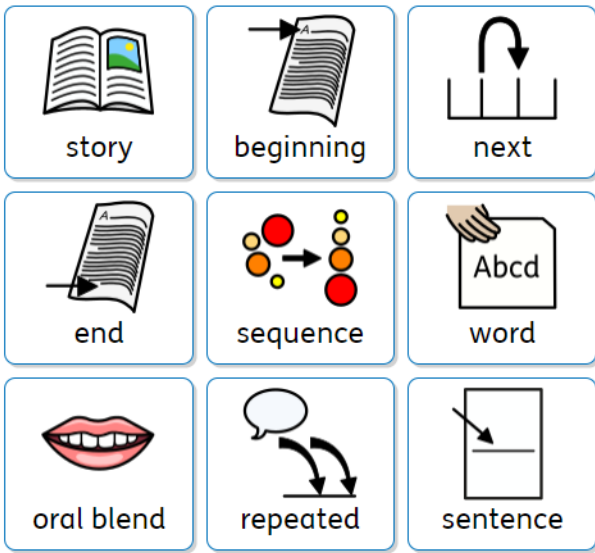 story
A
beginning
next
A
end
sequence
Abcd
word
oral blend
repeated
sentence